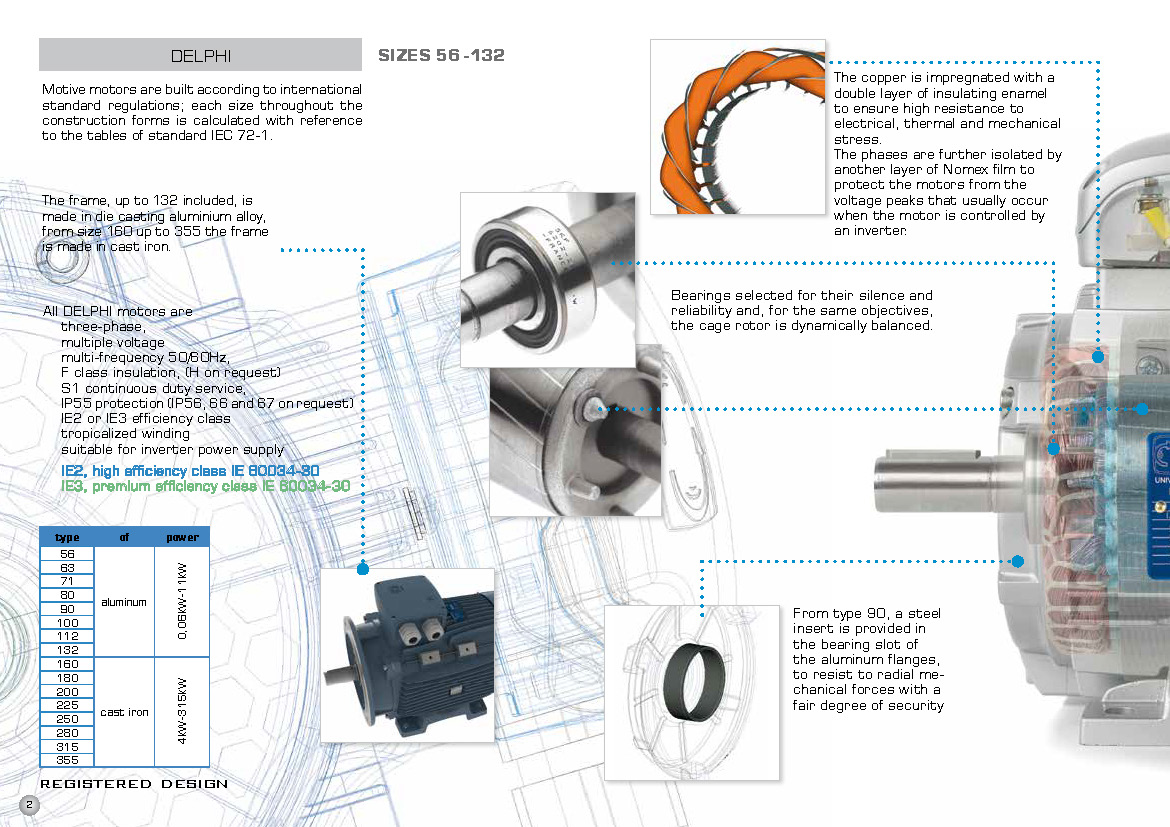 DELPHI
SIZES 56 -132
Motive motors are built according to international
standard regulations; each size throughout the
construction forms is calculated with reference
to the tables of standard IEC 72-1.
The frame, up to 132 included, is
made in die casting aluminium alloy,
from size 160 up to 355 the frame
is made in cast iron.
All DELPHI motors are
three-phase,
multiple voltage
multi-frequency 50/60Hz,
F class insulation, (H on request)
S1 continuous duty service,
IP55 protection (IP56, 66 and 67 on request)
IE2 or IE3 efficiency class
tropicalized winding
suitable for inverter power supply
IE2, high efficiency class IE 60034-30
IE3, premium efficiency class IE 60034-30
type of power
56
63
71
80
90
100
112
132
aluminum
0.06KW-11KW
160
180
200
225
250
280
315
355
cast iron
4KW-315KW
REGISTERED DESIGN
2
The copper is impregnated with a
double layer of insulating enamel
to ensure high resistance to
electrical, thermal and mechanical
stress.
The phases are further isolated by
another layer of Nomex film to
protect the motors from the
voltage peaks that usually occur
when the motor is controlled by
an inverter.
Bearings selected for their silence and
reliability and, for the same objectives,
the cage rotor is dynamically balanced.
From type 90, a steel
insert is provided in
the bearing slot of
the aluminum flanges,
to resist to radial me-
chanical forces with a
fair degree of security
SKF
FRANCE
UNIV